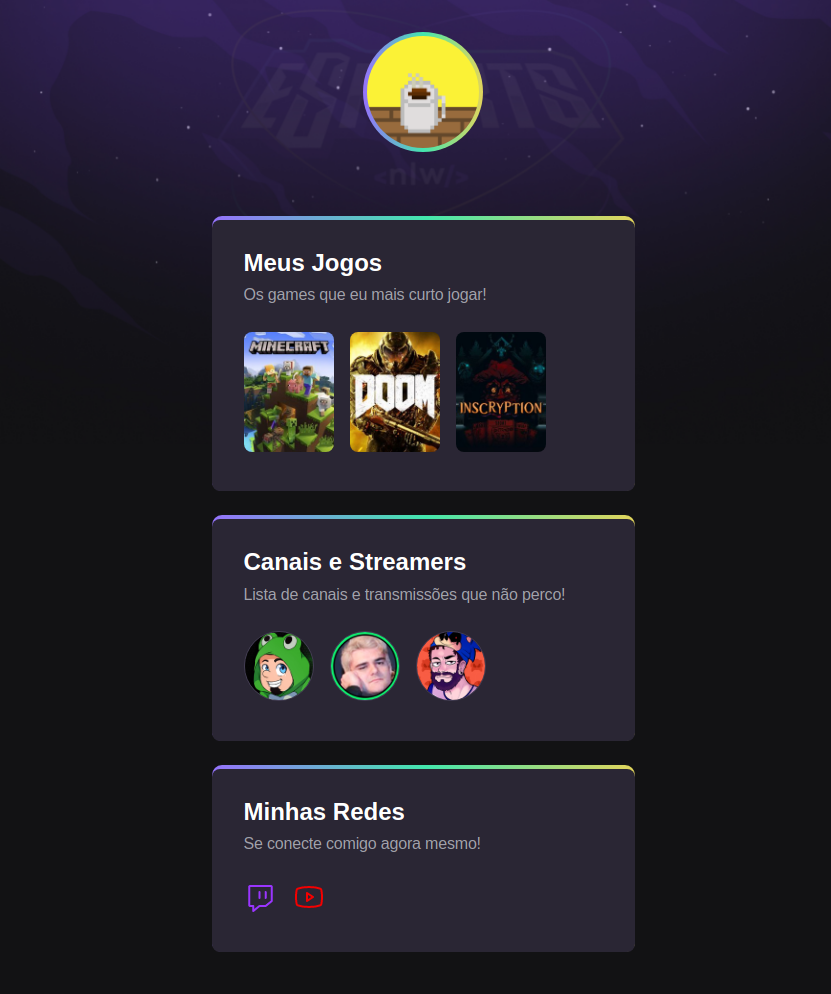 ESPORTS
<nlw/>
Meus Jogos
Os games que eu mais curto jogar!
MINECRAFT
DOOM
INSCRYPTION
Canais e Streamers
Lista de canais e transmissões que não perco!
Minhas Redes
Se conecte comigo agora mesmo!